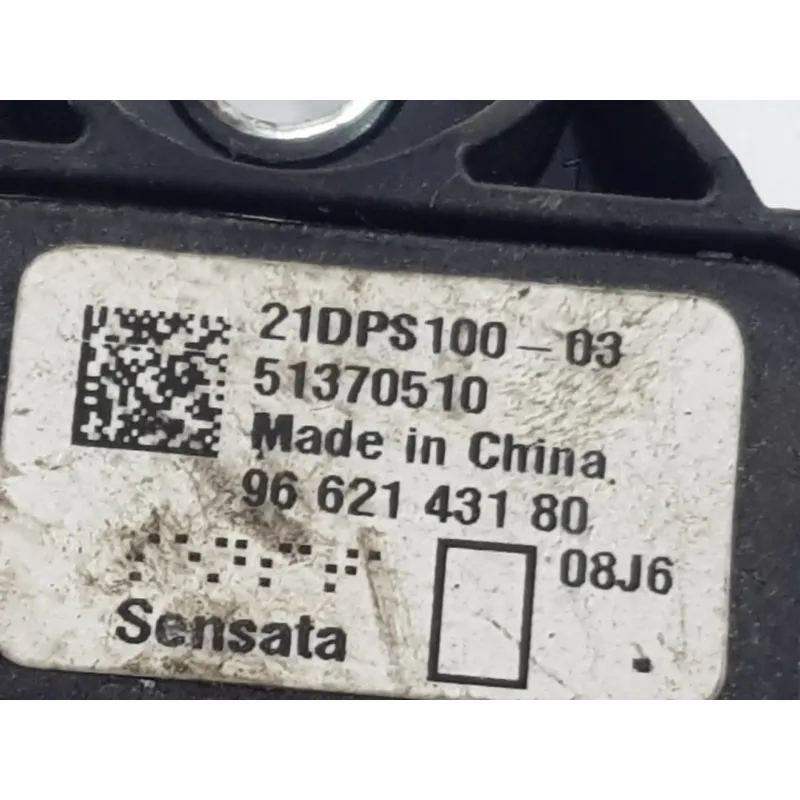 21DPS100-03
51370510
Made in China.
96 621 431 80
08J6
Sensata